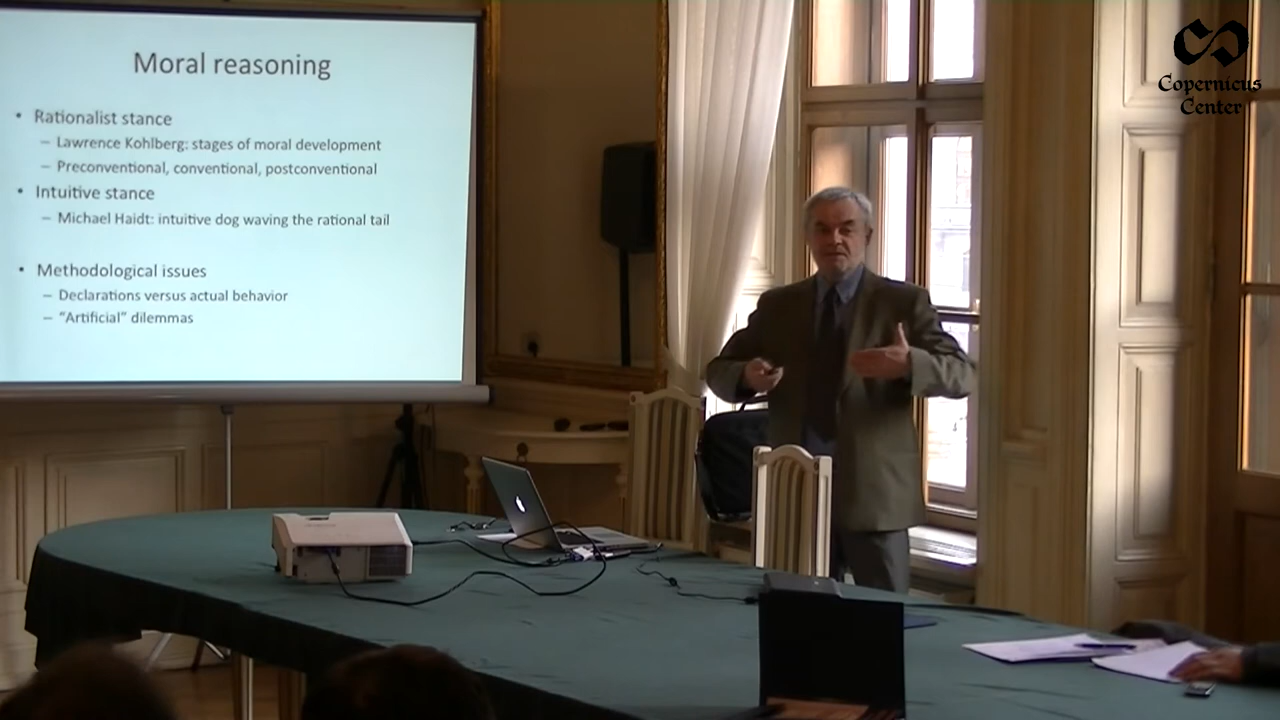 Moral reasoning
• Rationalist stance
– Lawrence Kohlberg: stages of moral development
– Preconventional, conventional, postconventional
• Intuitive stance
– Michael Haidt: intuitive dog waving the rational tail
• Methodological issues
– Declarations versus actual behavior
– “Artificial” dilemmas
Copernicus
Center